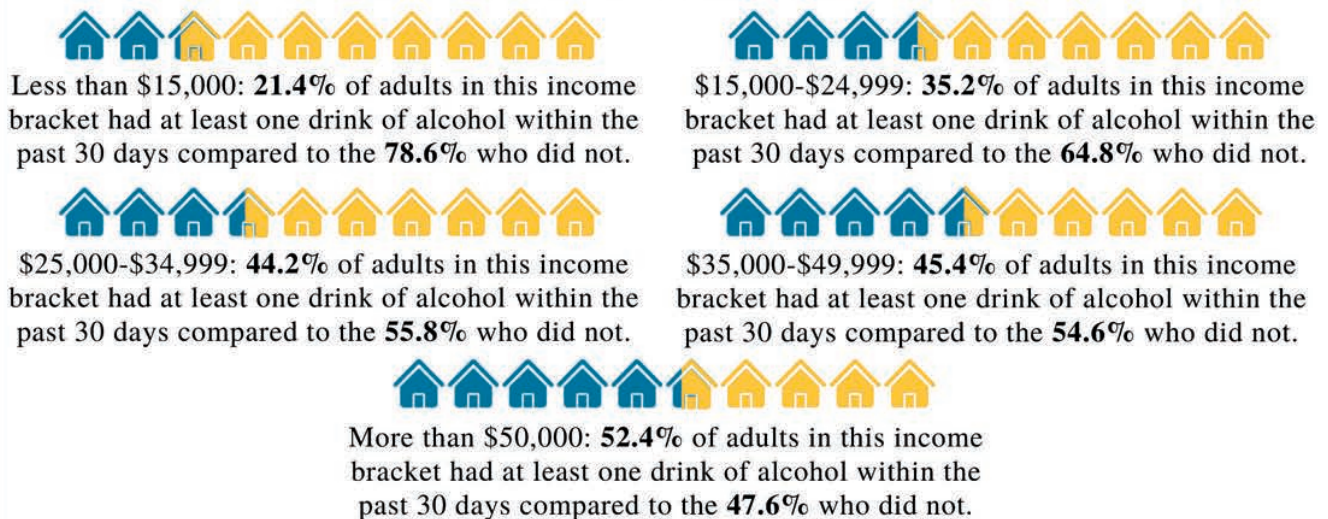 Less than $15,000: 21.4% of adults in this income
bracket had at least one drink of alcohol within the
past 30 days compared to the 78.6% who did not.
$15,000-$24,999: 35.2% of adults in this income
bracket had at least one drink of alcohol within the
past 30 days compared to the 64.8% who did not.
$25,000-$34,999: 44.2% of adults in this income
bracket had at least one drink of alcohol within the
past 30 days compared to the 55.8% who did not.
$35,000-$49,999: 45.4% of adults in this income
bracket had at least one drink of alcohol within the
past 30 days compared to the 54.6% who did not.
More than $50,000: 52.4% of adults in this income
bracket had at least one drink of alcohol within the
past 30 days compared to the 47.6% who did not.